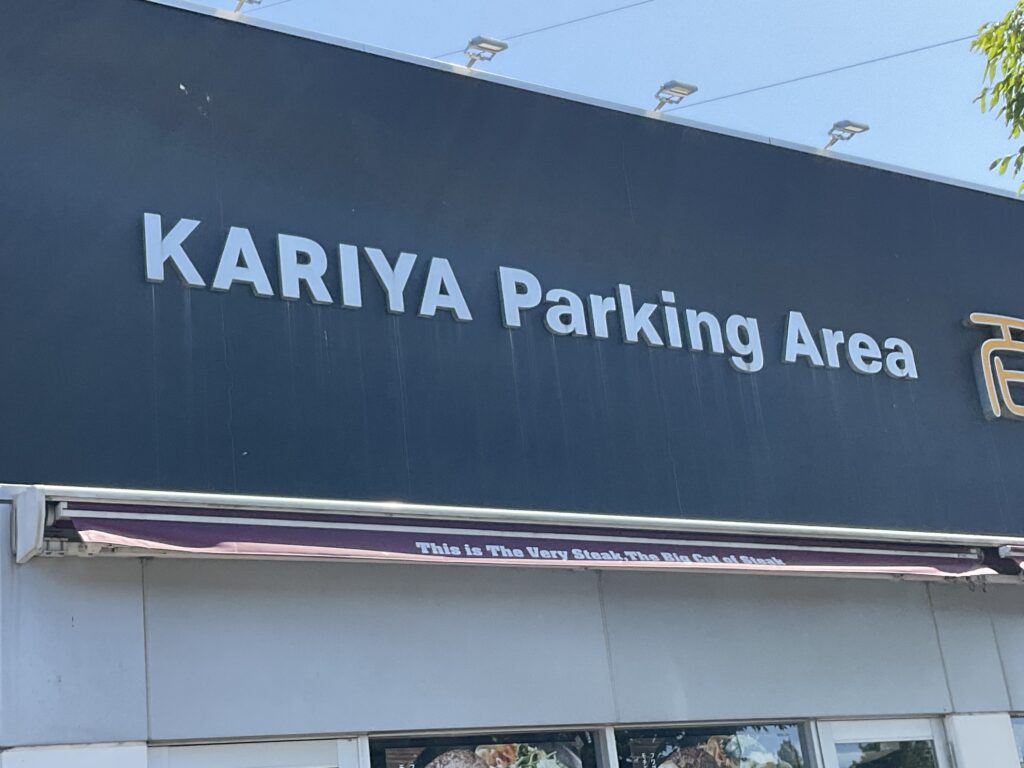 KARIYA Parking Area
This is The Very Steak,The Big Cut of Steak